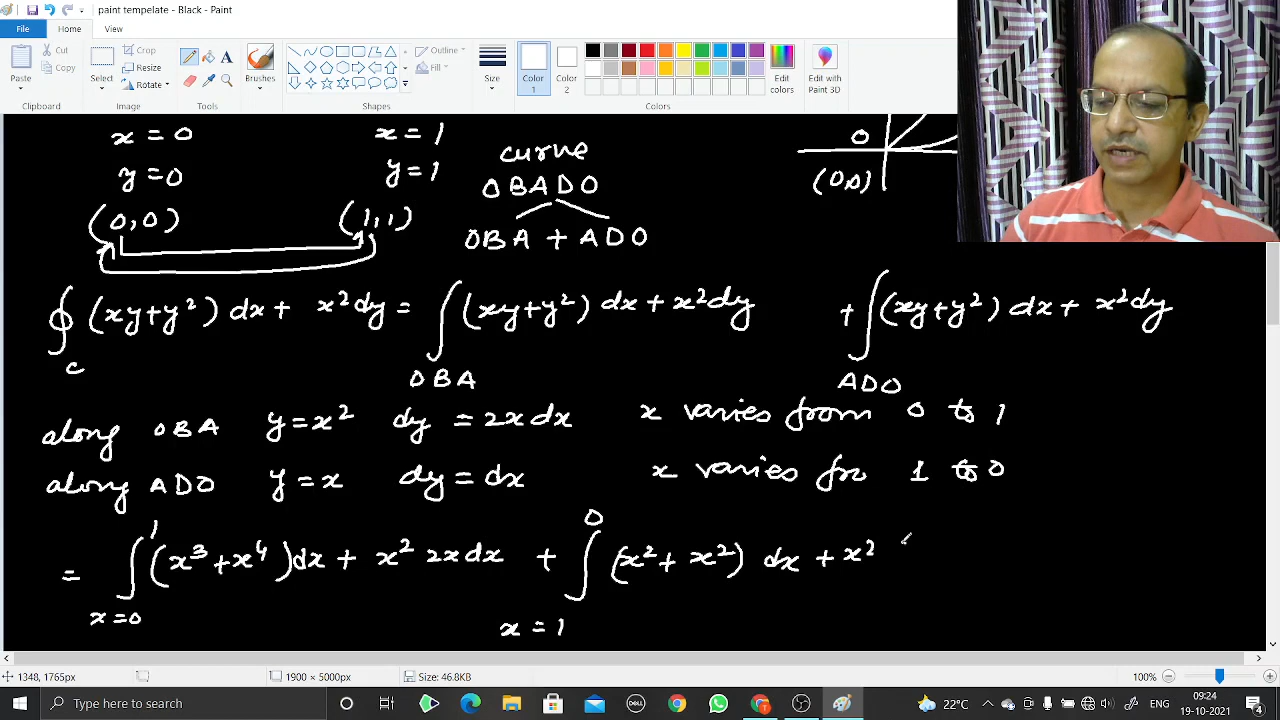 paint template - Blue - Paint
File Home View
Paste
Cut
Copy
Clipboard
Select
Crop
Resize
Rotate
Image
Tools
Brushes
Shapes
Outline
Fill
Size
Color 1
Color 2
Colors
Edit colors
Edit with Paint 3D
x = 0 x = 1
y = 0 y = 1
(0,0) (1,1)
curve
OBADO
OBA + ADO
0
(0,0)
∮ (xy+y²) dx + x²dy = ∫ (xy+y²) dx + x²dy + ∫ (xy+y²) dx + x²dy
C OBA ADO
along OBA y = x² dy = 2x dx x varies from 0 to 1
along ADO y = x dy = dx x varies fro 1 to 0
1 0
= ∫ (x³ + x⁴) dx + x² 2x dx + ∫ (x² + x²) dx + x²
x = 0 x = 1
1348, 1765px
1900 × 5000px
Size: 46.8KB
100%
Type here to search
DELL
22°C
ENG
09:24
19-10-2021